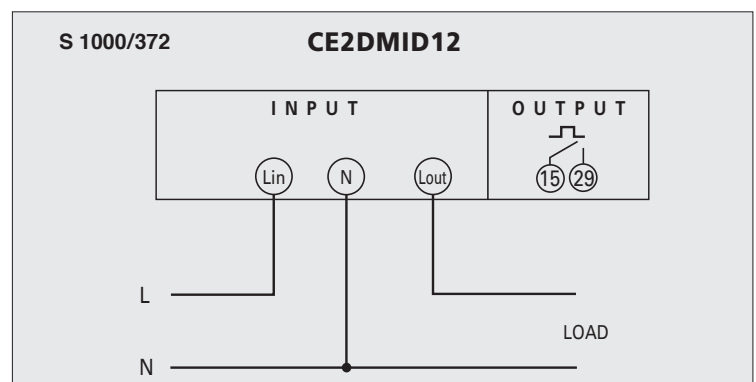 S 1000/372 CE2DMID12
INPUT OUTPUT
Lin N Lout 15 29
L
LOAD
N